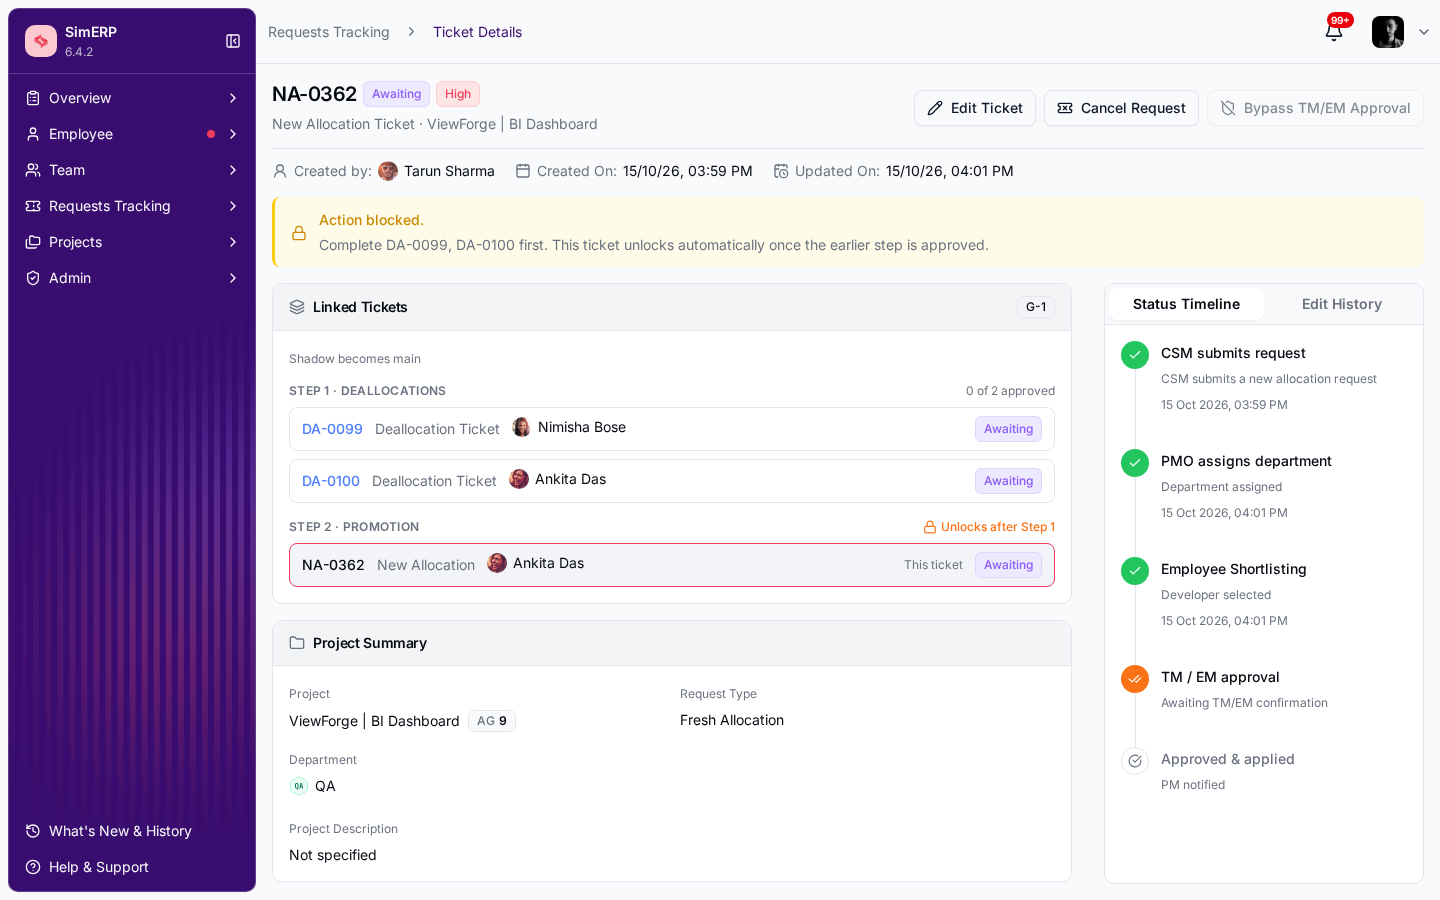 SimERP
6.4.2
Overview
Employee
Team
Requests Tracking
Projects
Admin
What's New & History
Help & Support
Requests Tracking > Ticket Details
99+
NA-0362 Awaiting High
New Allocation Ticket · ViewForge | BI Dashboard
Edit Ticket
Cancel Request
Bypass TM/EM Approval
Created by: Tarun Sharma Created On: 15/10/26, 03:59 PM Updated On: 15/10/26, 04:01 PM
Action blocked.
Complete DA-0099, DA-0100 first. This ticket unlocks automatically once the earlier step is approved.
Linked Tickets G-1
Shadow becomes main
STEP 1 · DEALLOCATIONS 0 of 2 approved
DA-0099 Deallocation Ticket Nimisha Bose Awaiting
DA-0100 Deallocation Ticket Ankita Das Awaiting
STEP 2 · PROMOTION Unlocks after Step 1
NA-0362 New Allocation Ankita Das This ticket Awaiting
Project Summary
Project Request Type
ViewForge | BI Dashboard AG 9 Fresh Allocation
Department
QA QA
Project Description
Not specified
Status Timeline Edit History
CSM submits request
CSM submits a new allocation request
15 Oct 2026, 03:59 PM
PMO assigns department
Department assigned
15 Oct 2026, 04:01 PM
Employee Shortlisting
Developer selected
15 Oct 2026, 04:01 PM
TM / EM approval
Awaiting TM/EM confirmation
Approved & applied
PM notified